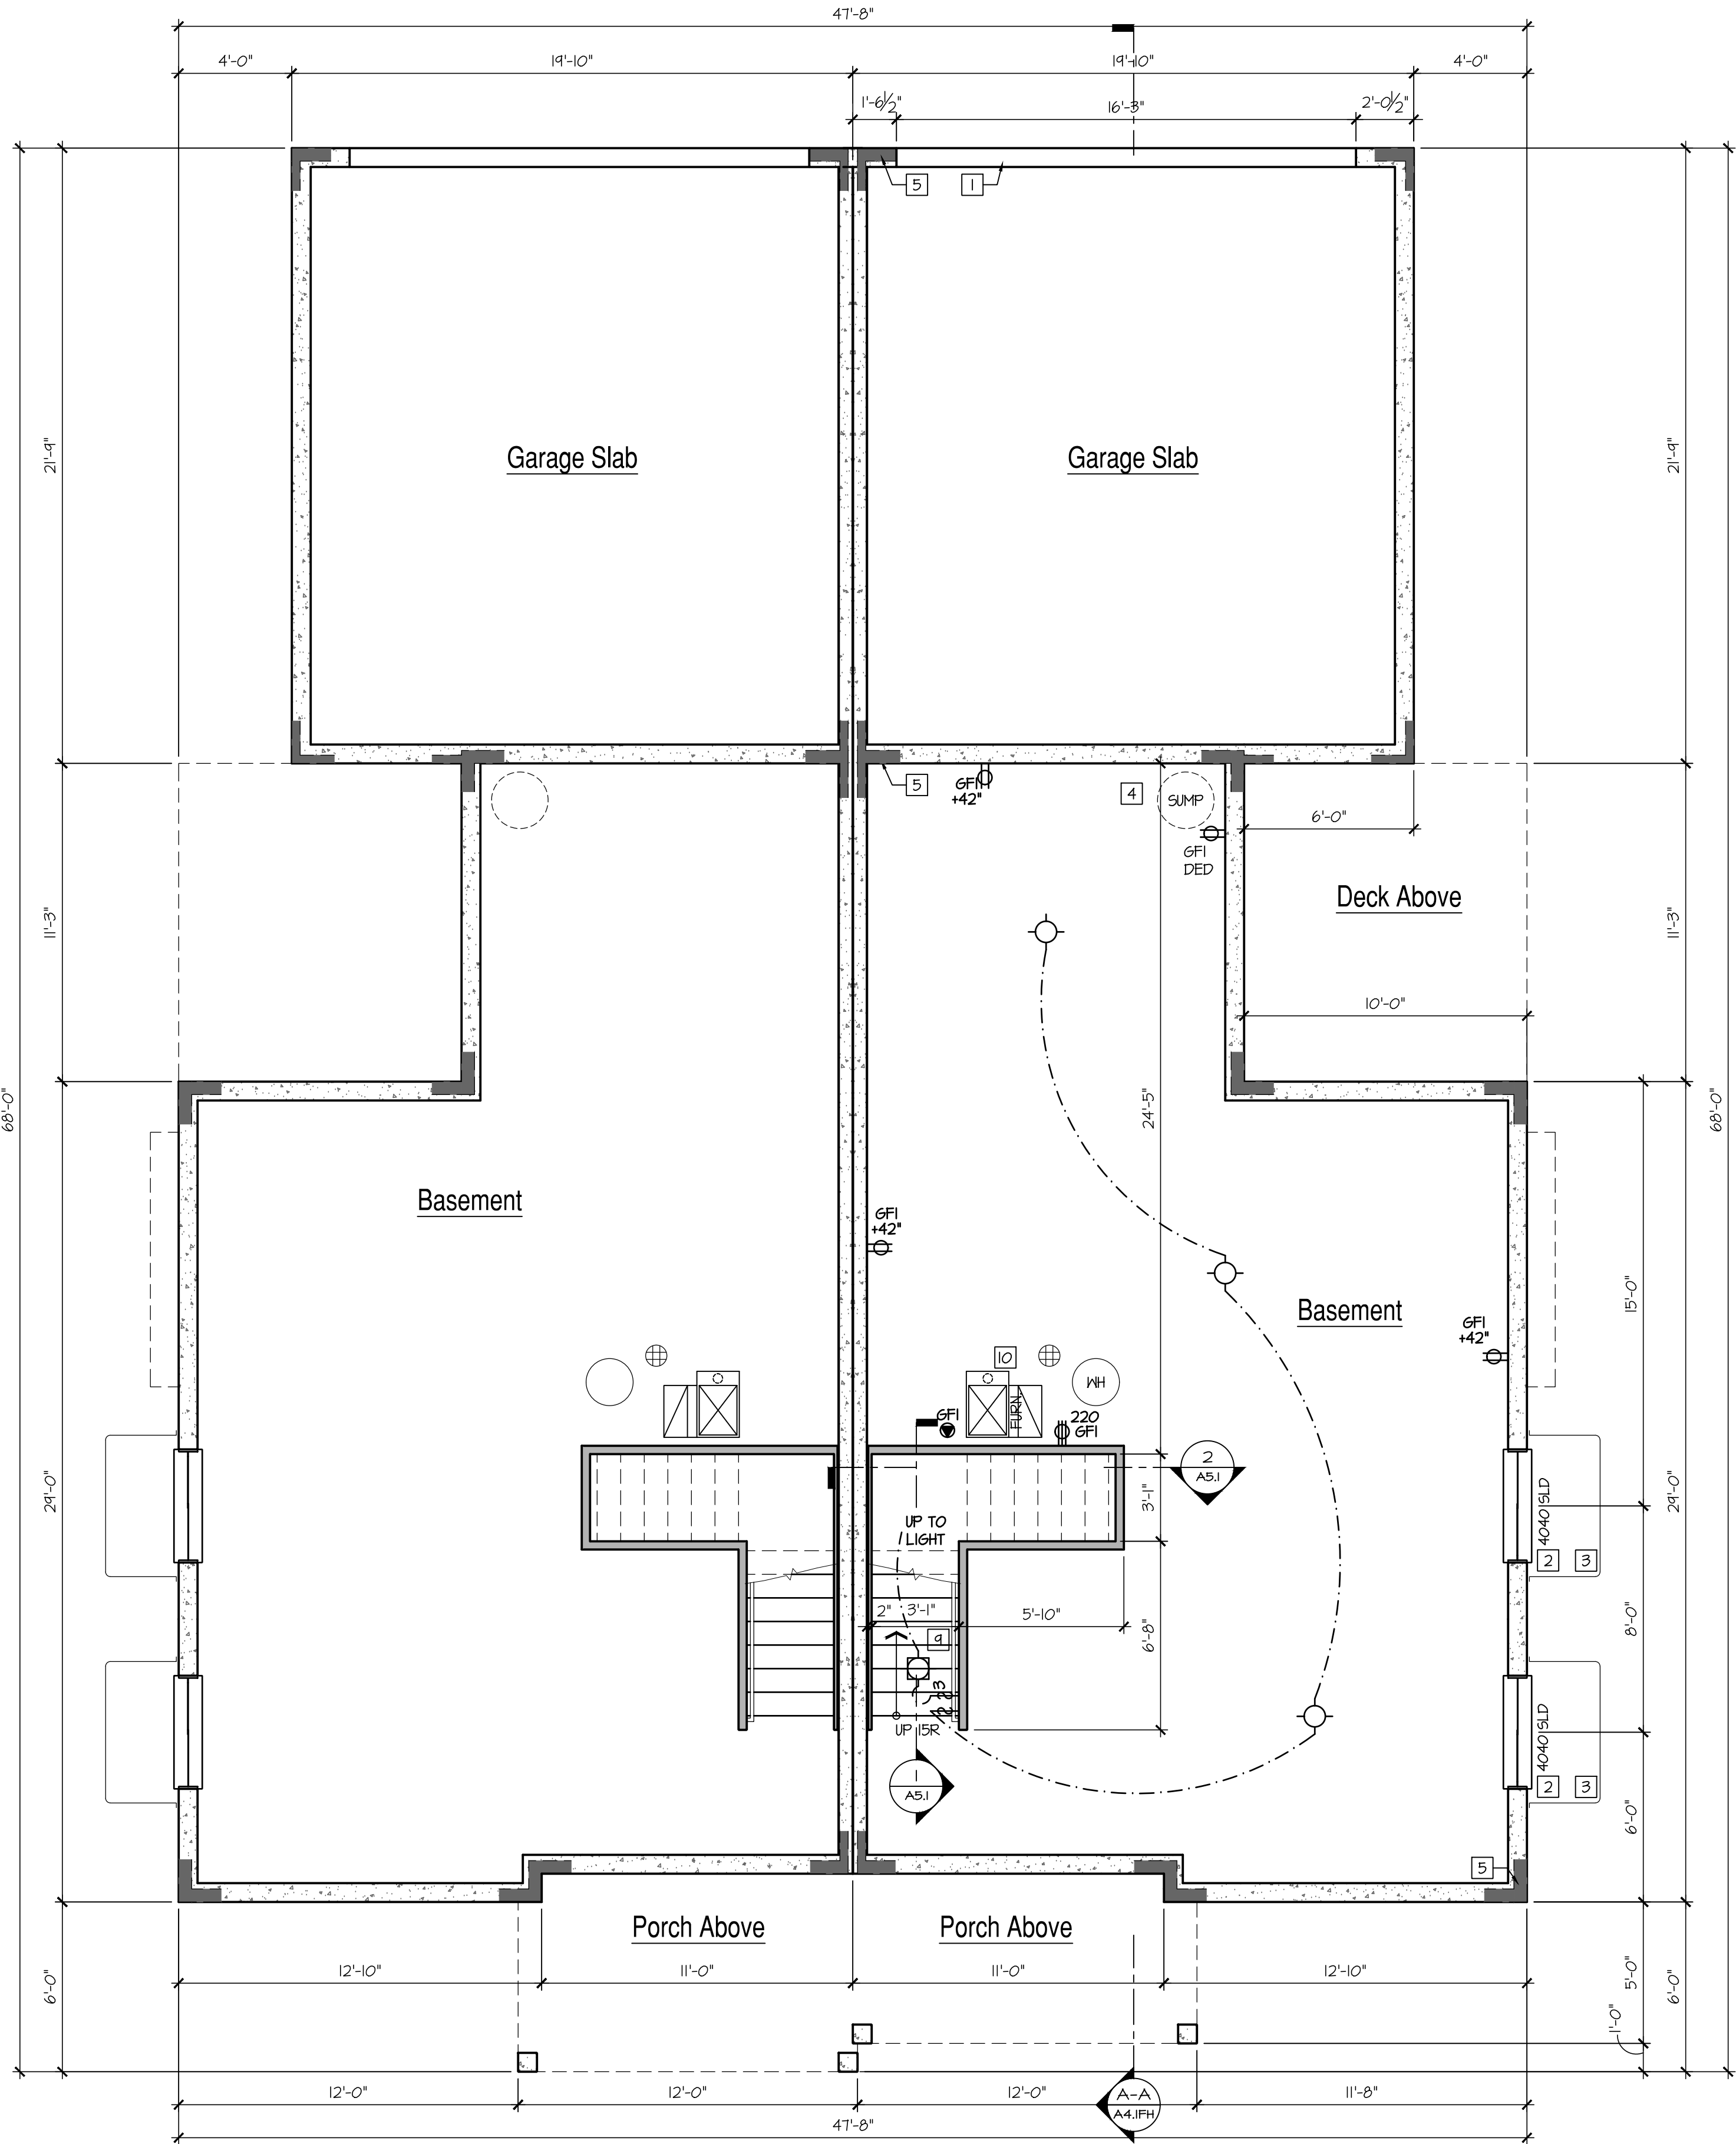 47'-8"
4'-0"
19'-10"
19'-10"
4'-0"
1'-6½"
16'-3"
2'-0½"
5
1
21'-9"
Garage Slab
Garage Slab
21'-9"
5
GFI
+42"
4
SUMP
GFI
DED
6'-0"
Deck Above
11'-3"
11'-3"
10'-0"
68'-0"
24'-5"
68'-0"
Basement
GFI
+42"
15'-0"
Basement
GFI
+42"
10
WH
FURN
GFI
220
GFI
2
A5.1
29'-0"
3'-1"
4040 SLD
29'-0"
UP TO
LIGHT
2
3
2"
3'-1"
5'-10"
9
6'-8"
8'-0"
3
UP 15R
4040 SLD
A5.1
2
3
6'-0"
5
Porch Above
Porch Above
12'-10"
11'-0"
11'-0"
12'-10"
6'-0"
5'-0"
6'-0"
1'-0"
12'-0"
12'-0"
12'-0"
A-A
A4.1FH
11'-8"
47'-8"